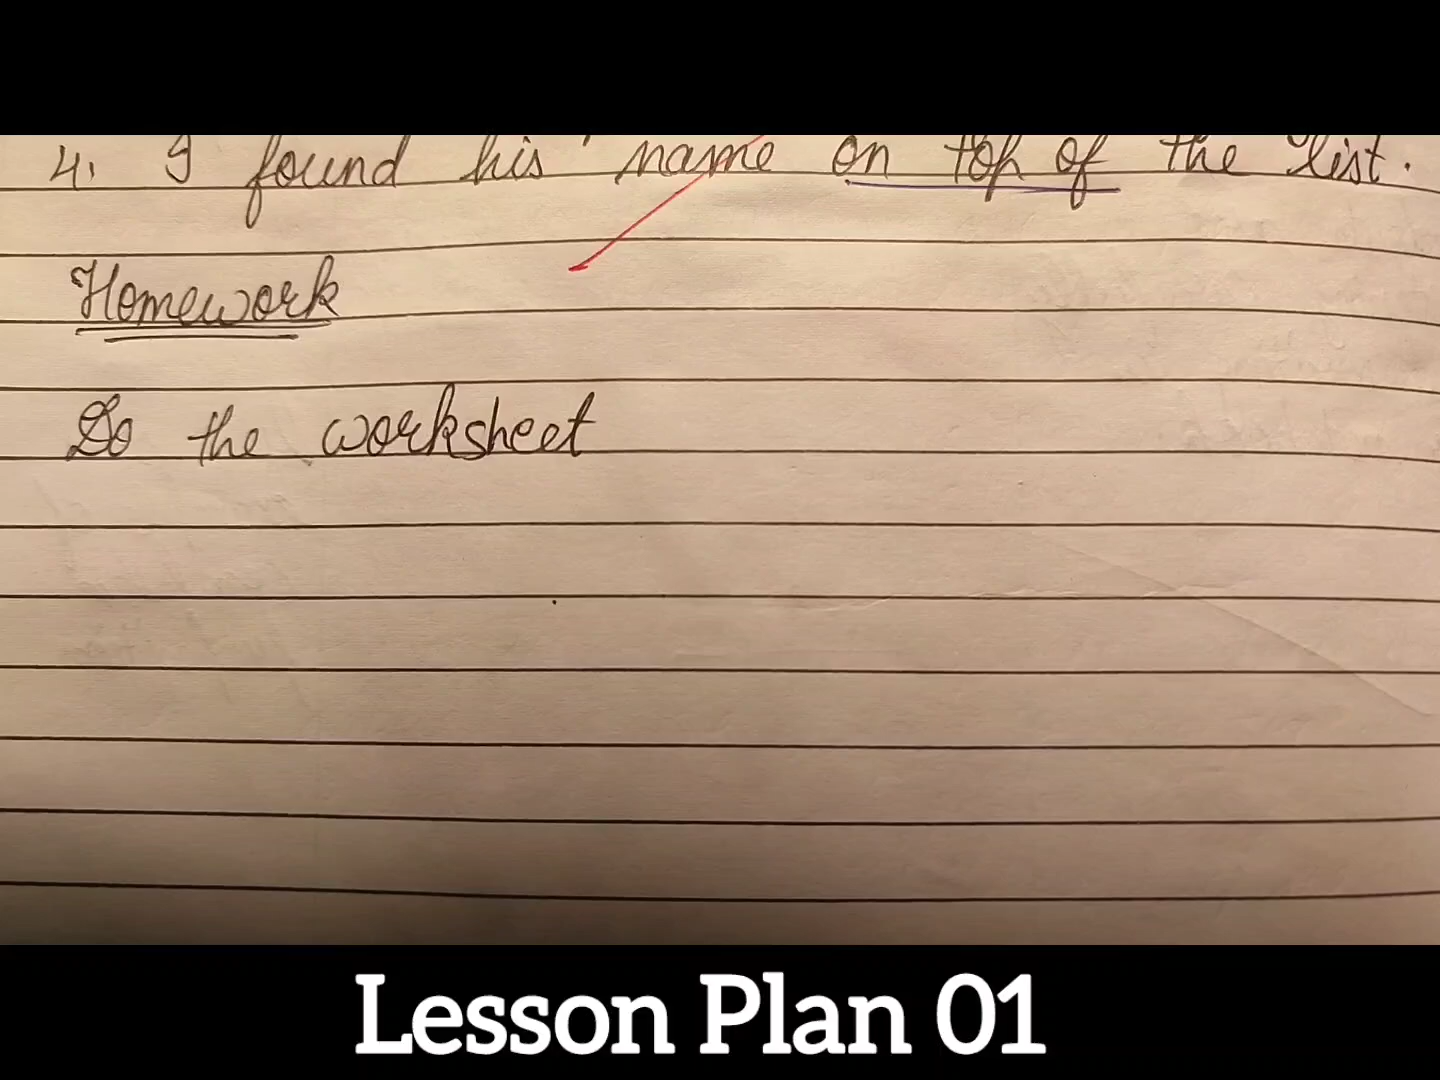 4. I found his name on top of the list.
Homework
Do the worksheet
Lesson Plan 01